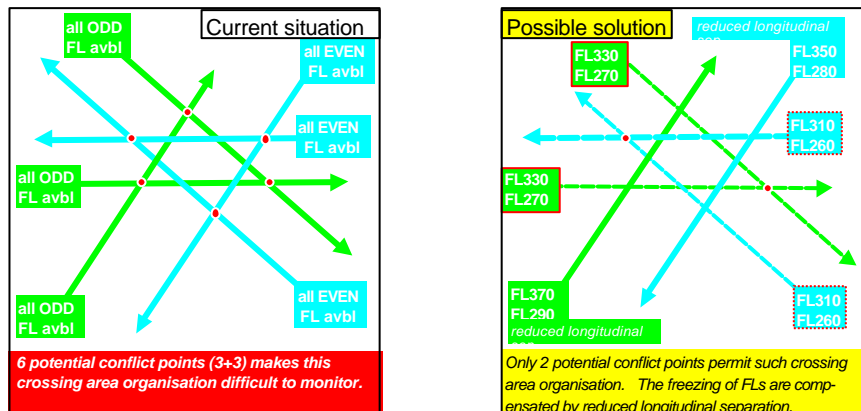 Current situation
all ODD
FL avbl
all EVEN
FL avbl
all EVEN
FL avbl
all ODD
FL avbl
all ODD
FL avbl
all EVEN
FL avbl
6 potential conflict points (3+3) makes this
crossing area organisation difficult to monitor.
Possible solution
reduced longitudinal
FL330
FL270
FL350
FL280
FL310
FL260
FL330
FL270
FL370
FL290
reduced longitudinal
FL310
FL260
Only 2 potential conflict points permit such crossing
area organisation. The freezing of FLs are comp-
ensated by reduced longitudinal separation.